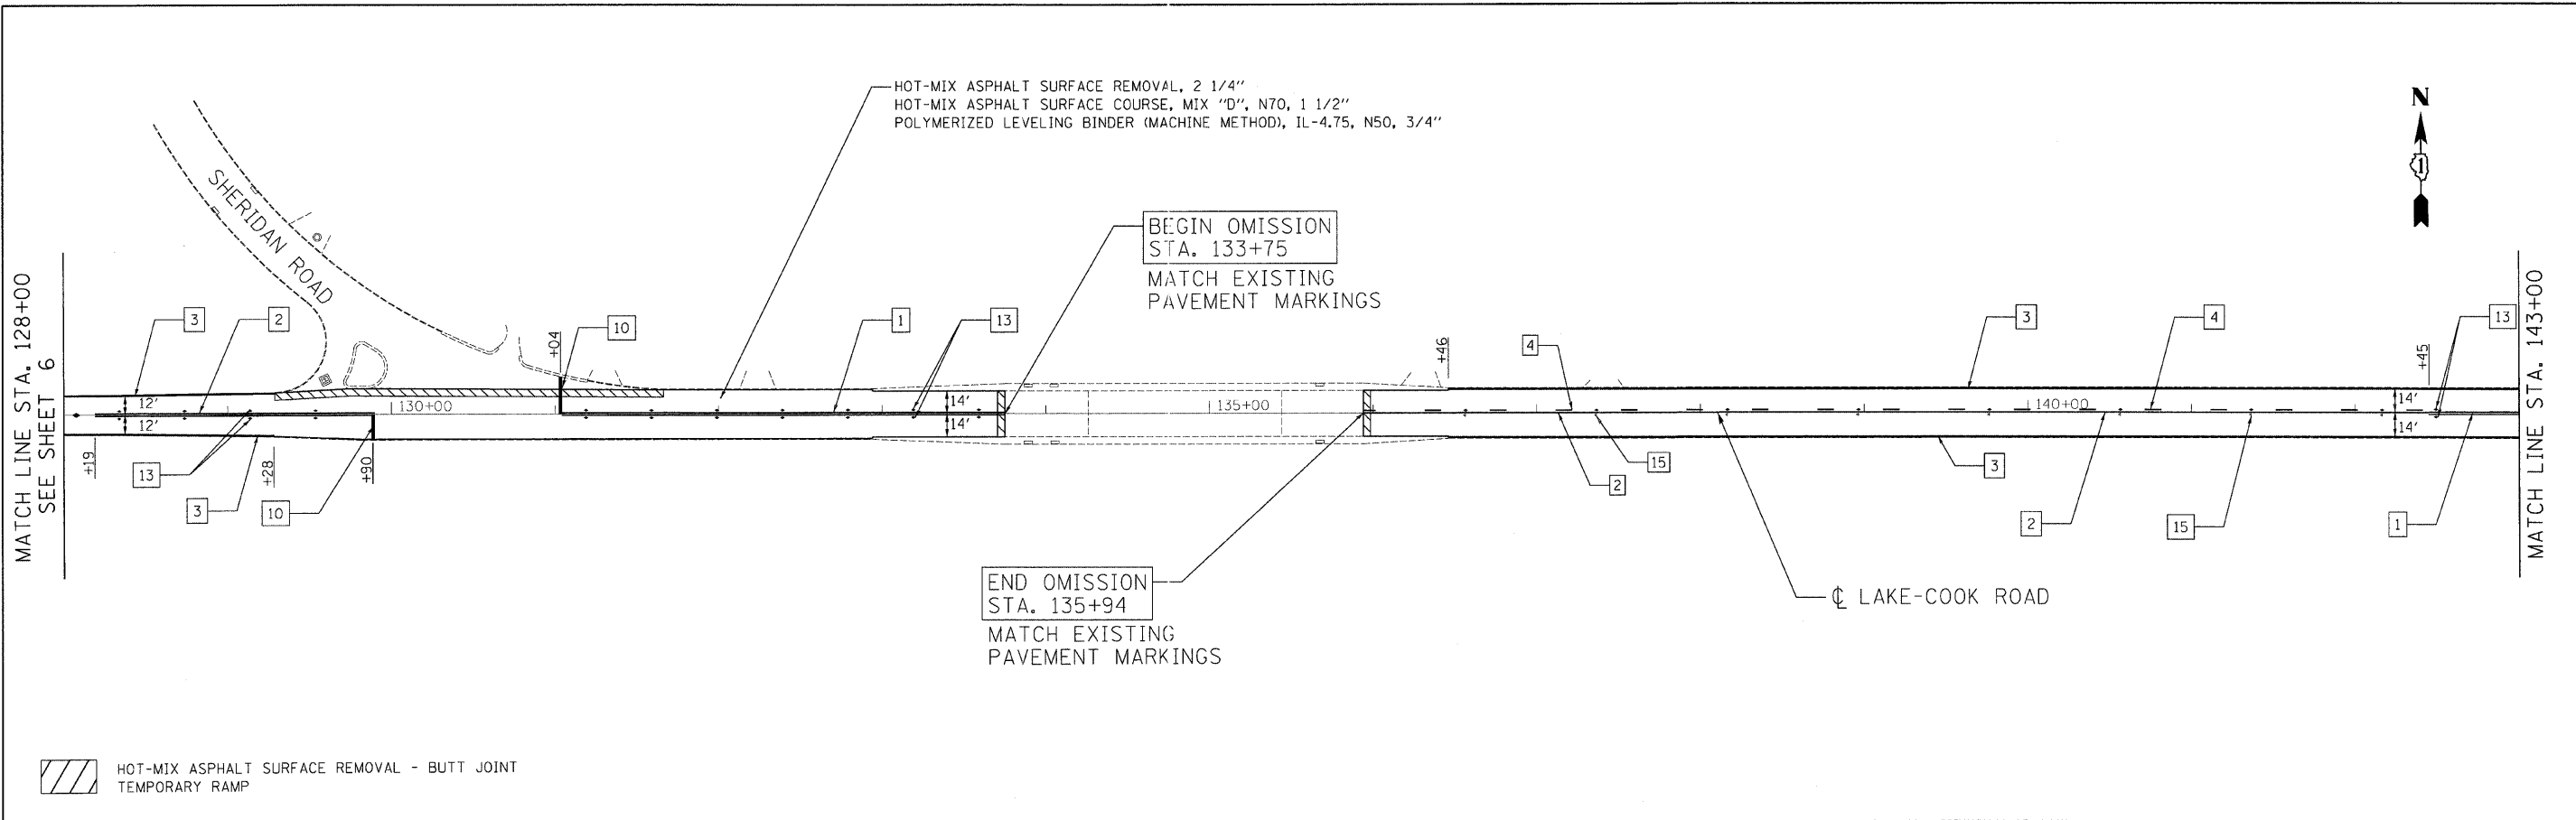 HOT-MIX ASPHALT SURFACE REMOVAL, 2 1/4"
HOT-MIX ASPHALT SURFACE COURSE, MIX "D", N70, 1 1/2"
POLYMERIZED LEVELING BINDER (MACHINE METHOD), IL-4.75, N50, 3/4"
N
1
SHERIDAN ROAD
BEGIN OMISSION
STA. 133+75
MATCH EXISTING
PAVEMENT MARKINGS
MATCH LINE STA. 128+00
SEE SHEET 6
MATCH LINE STA. 143+00
3
2
+04
10
1
13
+46
4
3
4
+45
13
12'
12'
130+00
14'
14'
135+00
140+00
14'
14'
+19
13
3
+28
10
+90
2
15
3
2
15
1
END OMISSION
STA. 135+94
MATCH EXISTING
PAVEMENT MARKINGS
℄ LAKE-COOK ROAD
HOT-MIX ASPHALT SURFACE REMOVAL - BUTT JOINT
TEMPORARY RAMP